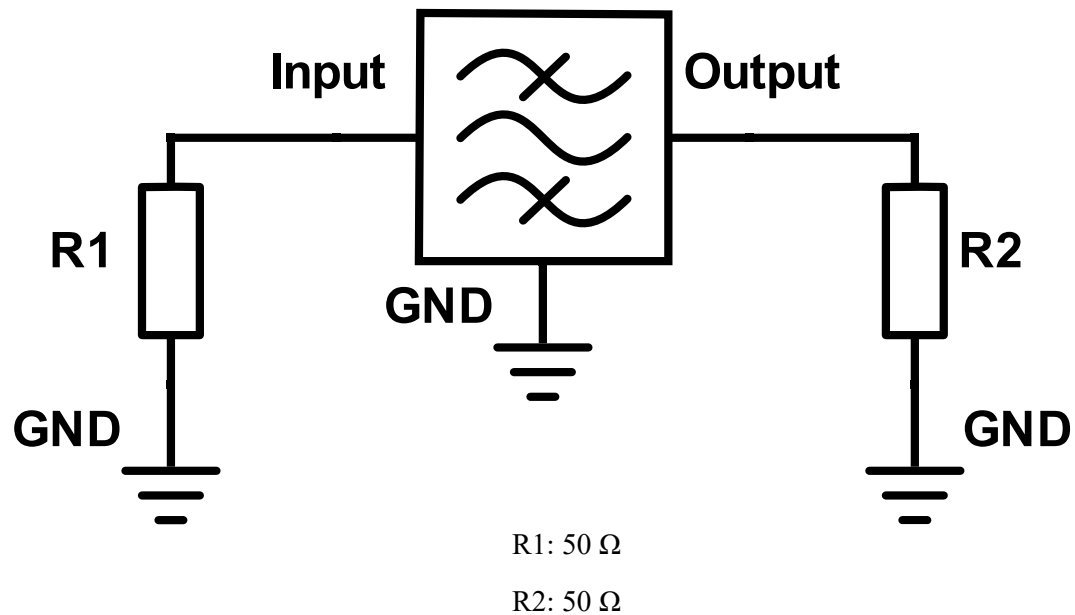 Input Output
R1 R2
GND
GND GND
R1: 50 Ω
R2: 50 Ω